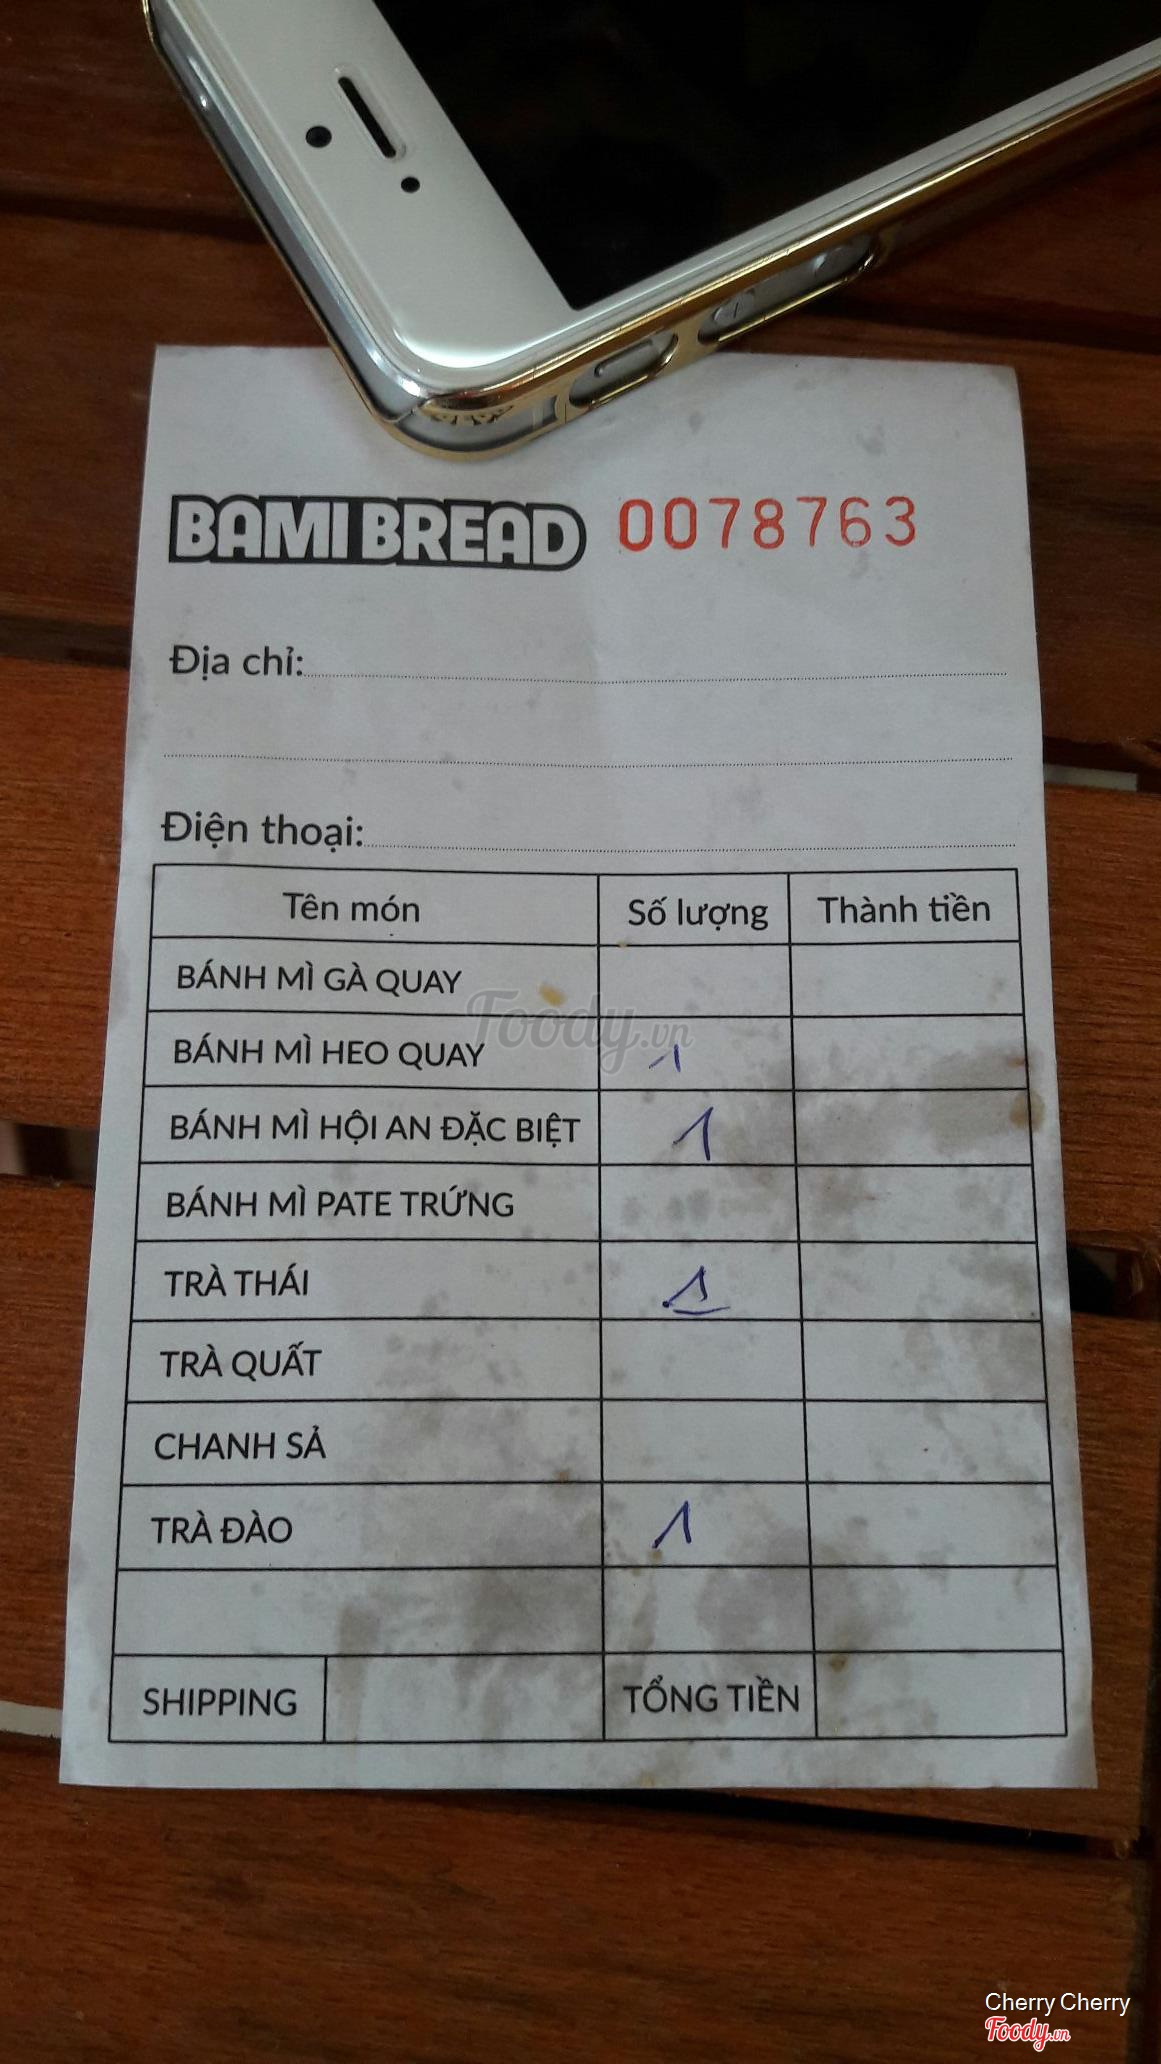 BAMI BREAD 0078763
Địa chỉ:
Điện thoại:
Tên món Số lượng Thành tiền
BÁNH MÌ GÀ QUAY
Foody.vn
BÁNH MÌ HEO QUAY 1
BÁNH MÌ HỘI AN ĐẶC BIỆT 1
BÁNH MÌ PATE TRỨNG
TRÀ THÁI 1
TRÀ QUẤT
CHANH SẢ
TRÀ ĐÀO 1
SHIPPING TỔNG TIỀN
Cherry Cherry
Foody.vn